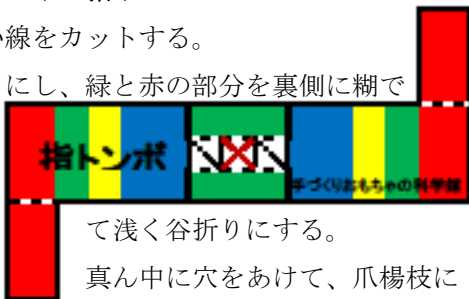 い線をカットする。
にし、緑と赤の部分を裏側に糊で
指トンボ
手づくりおもちゃの科学館
て浅く谷折りにする。
真ん中に穴をあけて、爪楊枝に